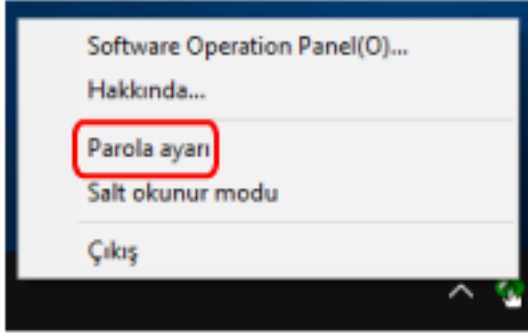 Software Operation Panel(O)...
Hakkında...
Parola ayarı
Salt okunur modu
Çıkış